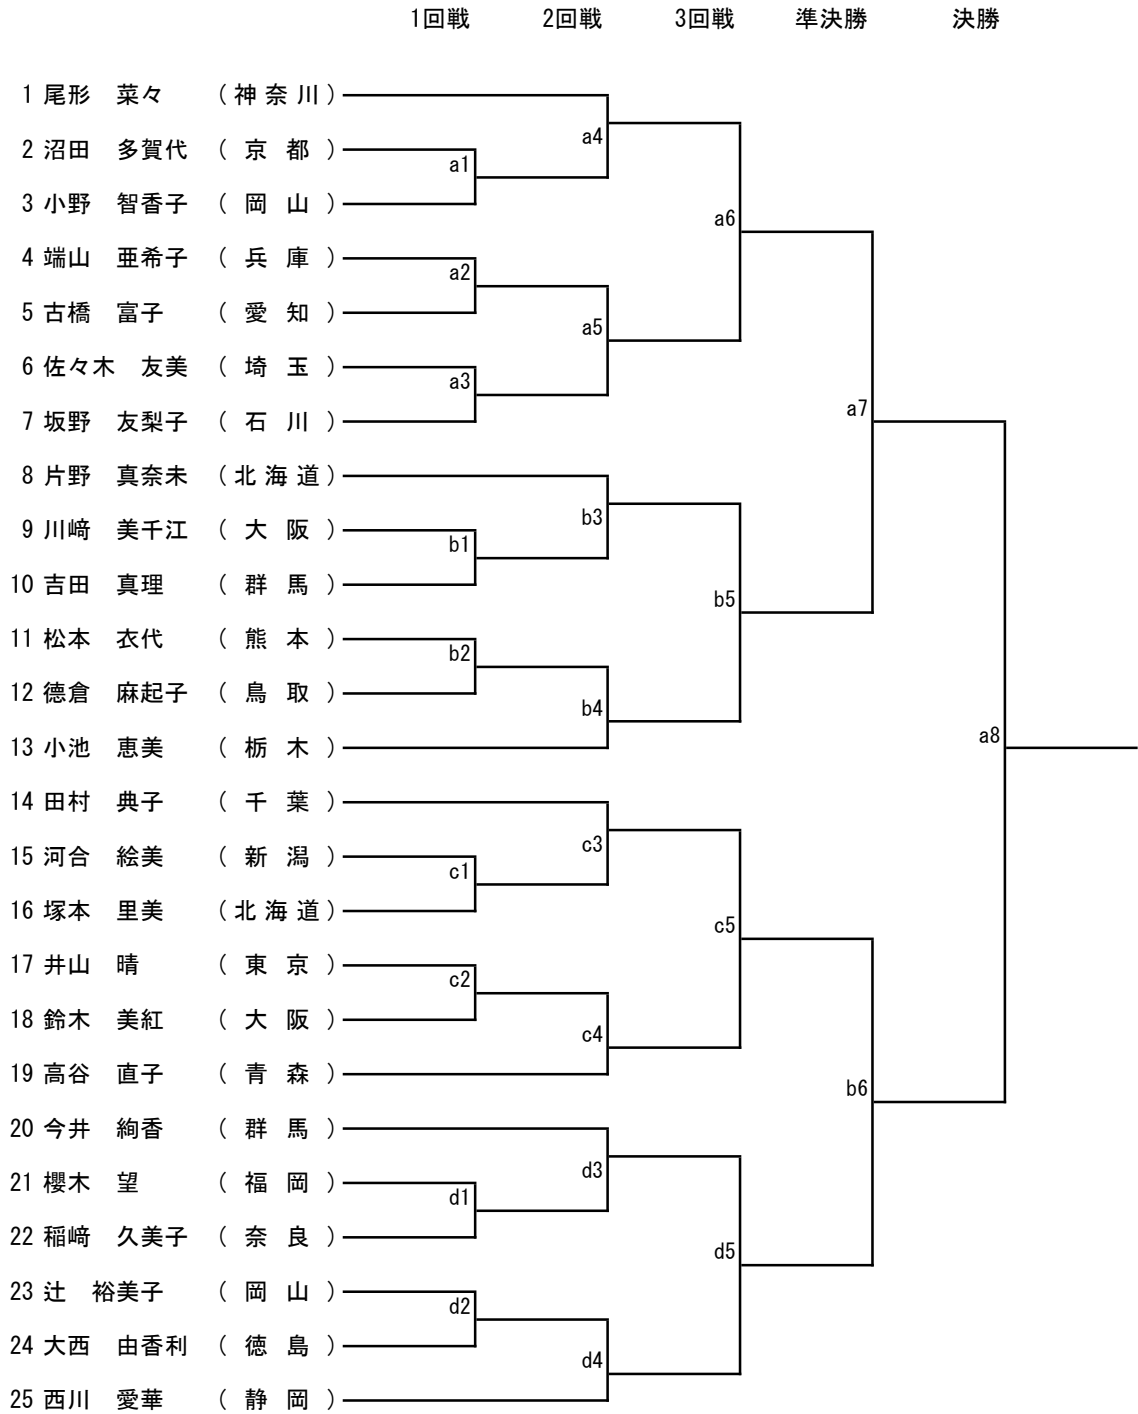 1回戦 2回戦 3回戦 準決勝 決勝
1 尾形 菜々 (神奈川)
a4
2 沼田 多賀代 (京都)
a1
3 小野 智香子 (岡山)
a6
4 端山 亜希子 (兵庫)
a2
5 古橋 富子 (愛知)
a5
6 佐々木 友美 (埼玉)
a3
7 坂野 友梨子 (石川)
a7
8 片野 真奈未 (北海道)
b3
9 川﨑 美千江 (大阪)
b1
10 吉田 真理 (群馬)
b5
11 松本 衣代 (熊本)
b2
12 德倉 麻起子 (鳥取)
b4
13 小池 恵美 (栃木)
a8
14 田村 典子 (千葉)
c3
15 河合 絵美 (新潟)
c1
16 塚本 里美 (北海道)
c5
17 井山 晴 (東京)
c2
18 鈴木 美紅 (大阪)
c4
19 高谷 直子 (青森)
b6
20 今井 絢香 (群馬)
d3
21 櫻木 望 (福岡)
d1
22 稲﨑 久美子 (奈良)
d5
23 辻 裕美子 (岡山)
d2
24 大西 由香利 (徳島)
d4
25 西川 愛華 (静岡)